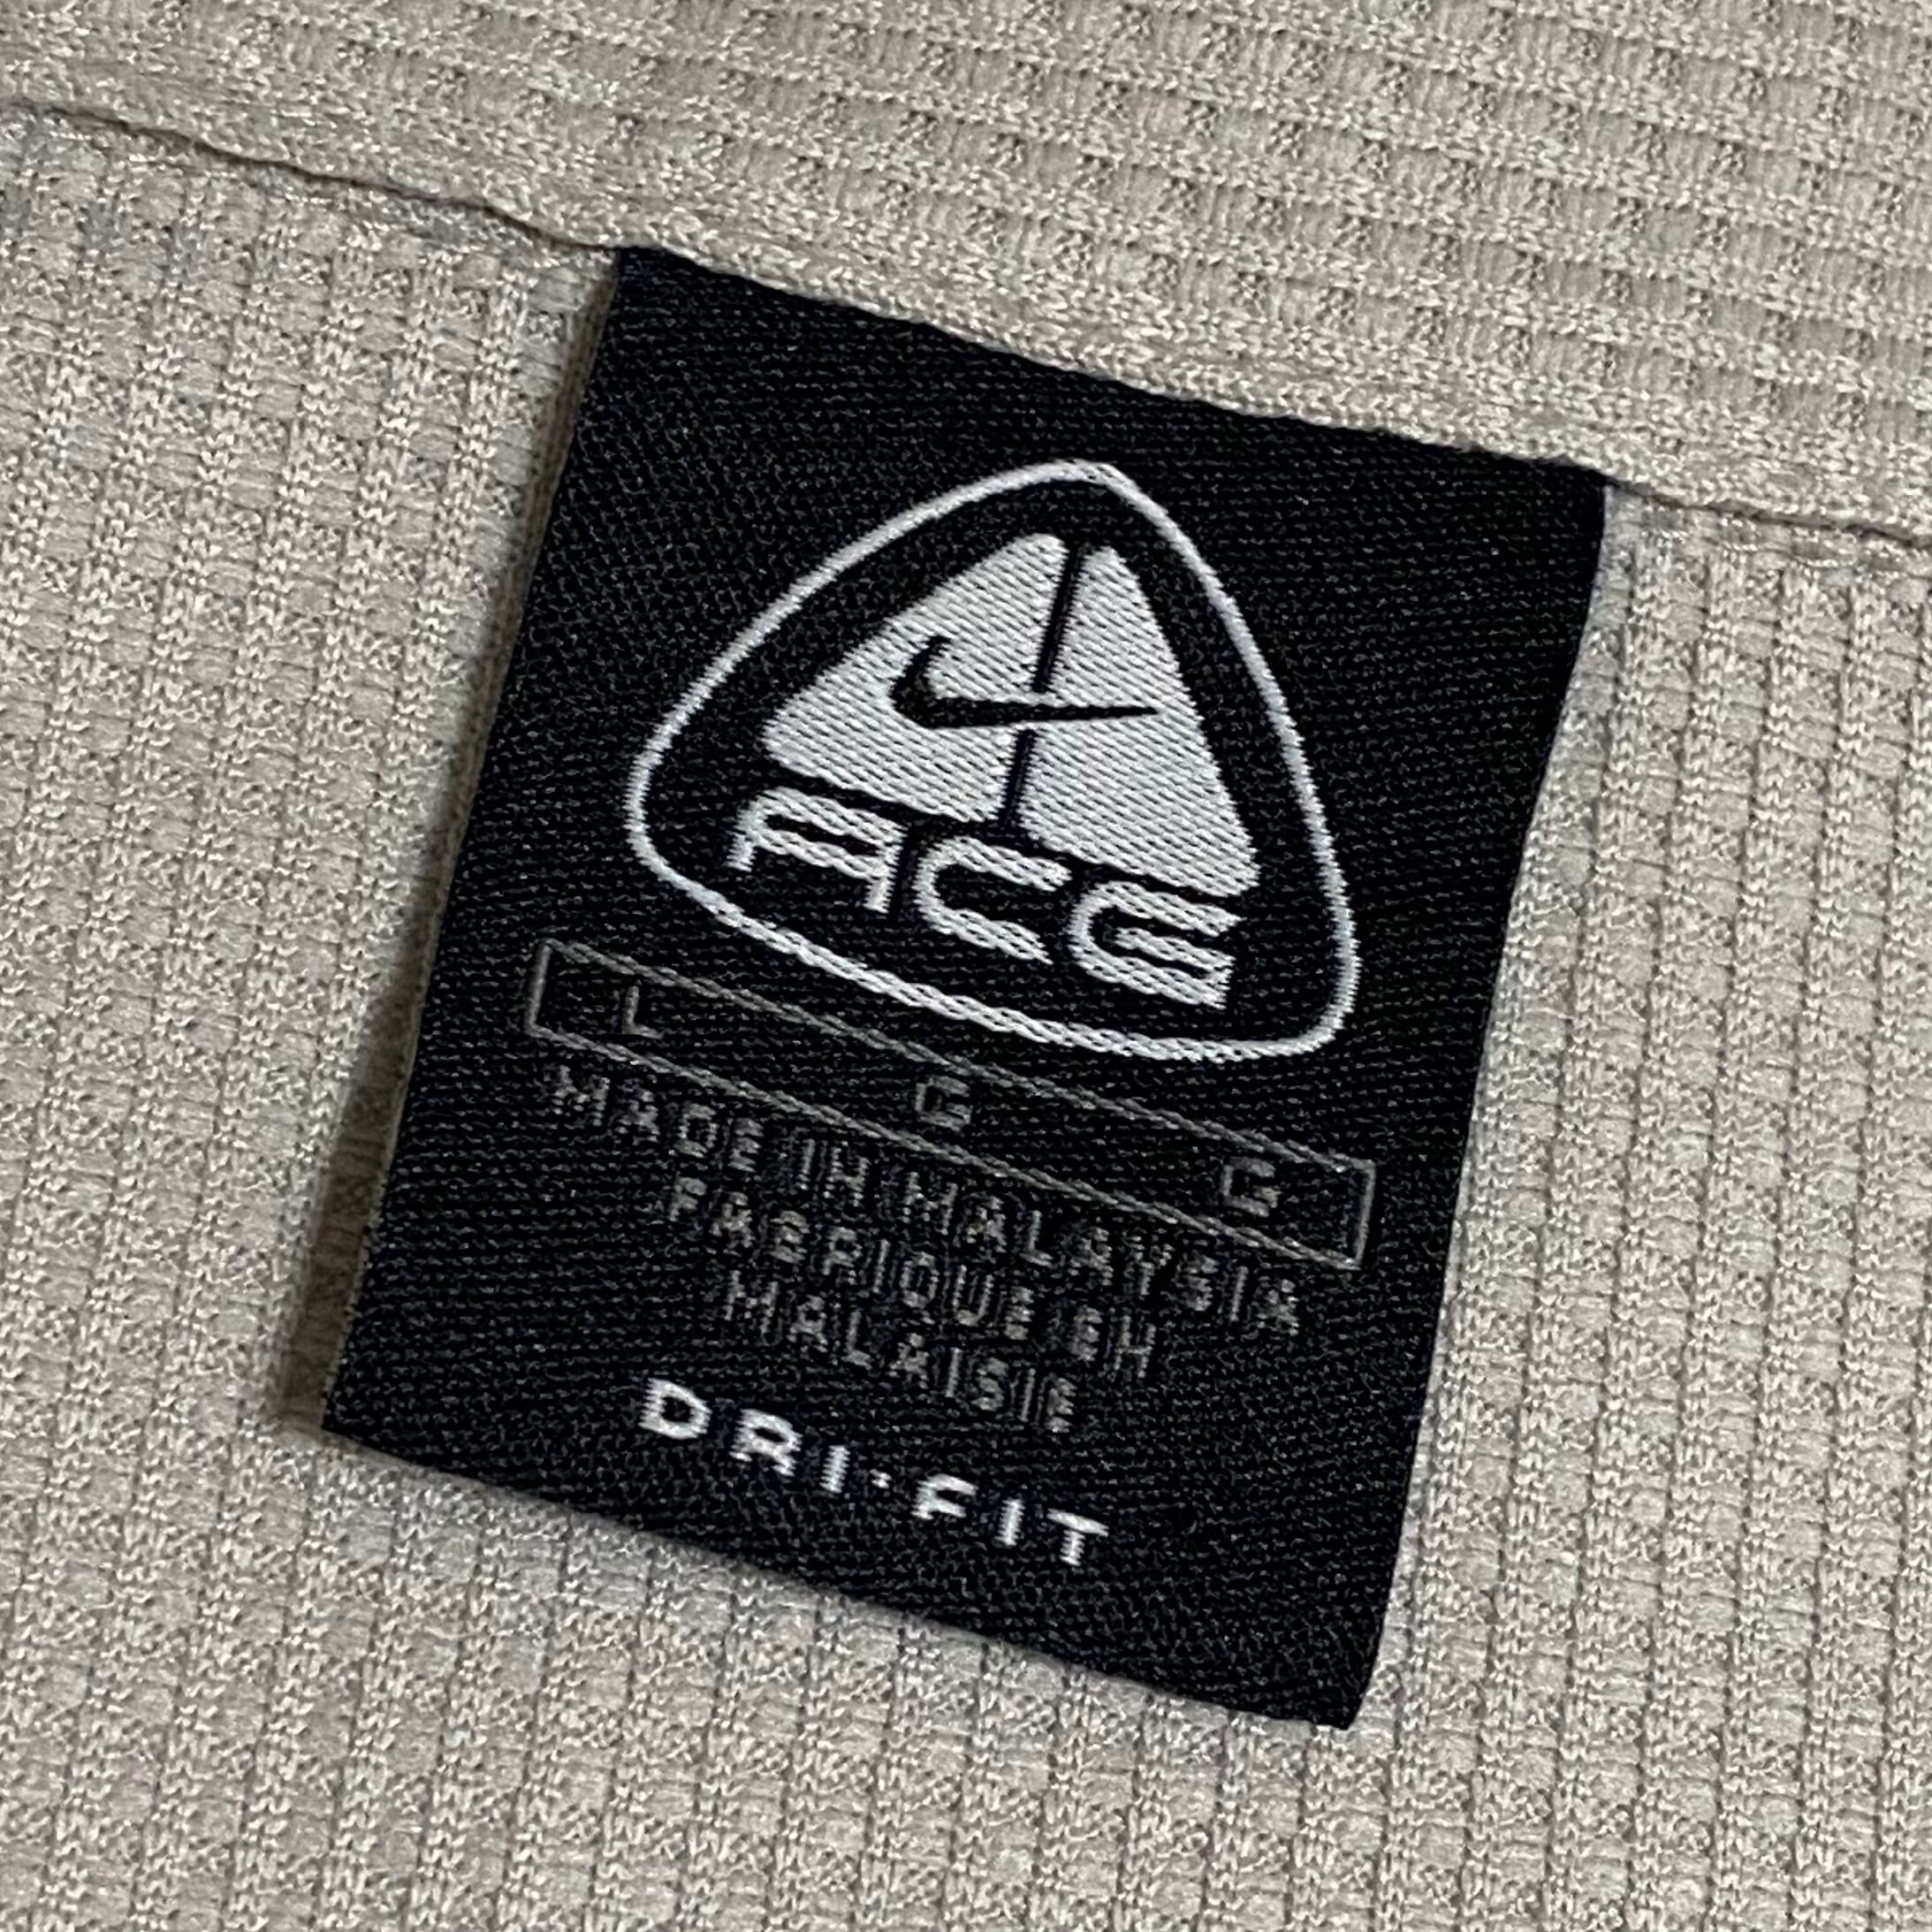 ACG
L G G
MADE IN MALAYSIA
FABRIQUE EN
MALAISIE
DRI·FIT